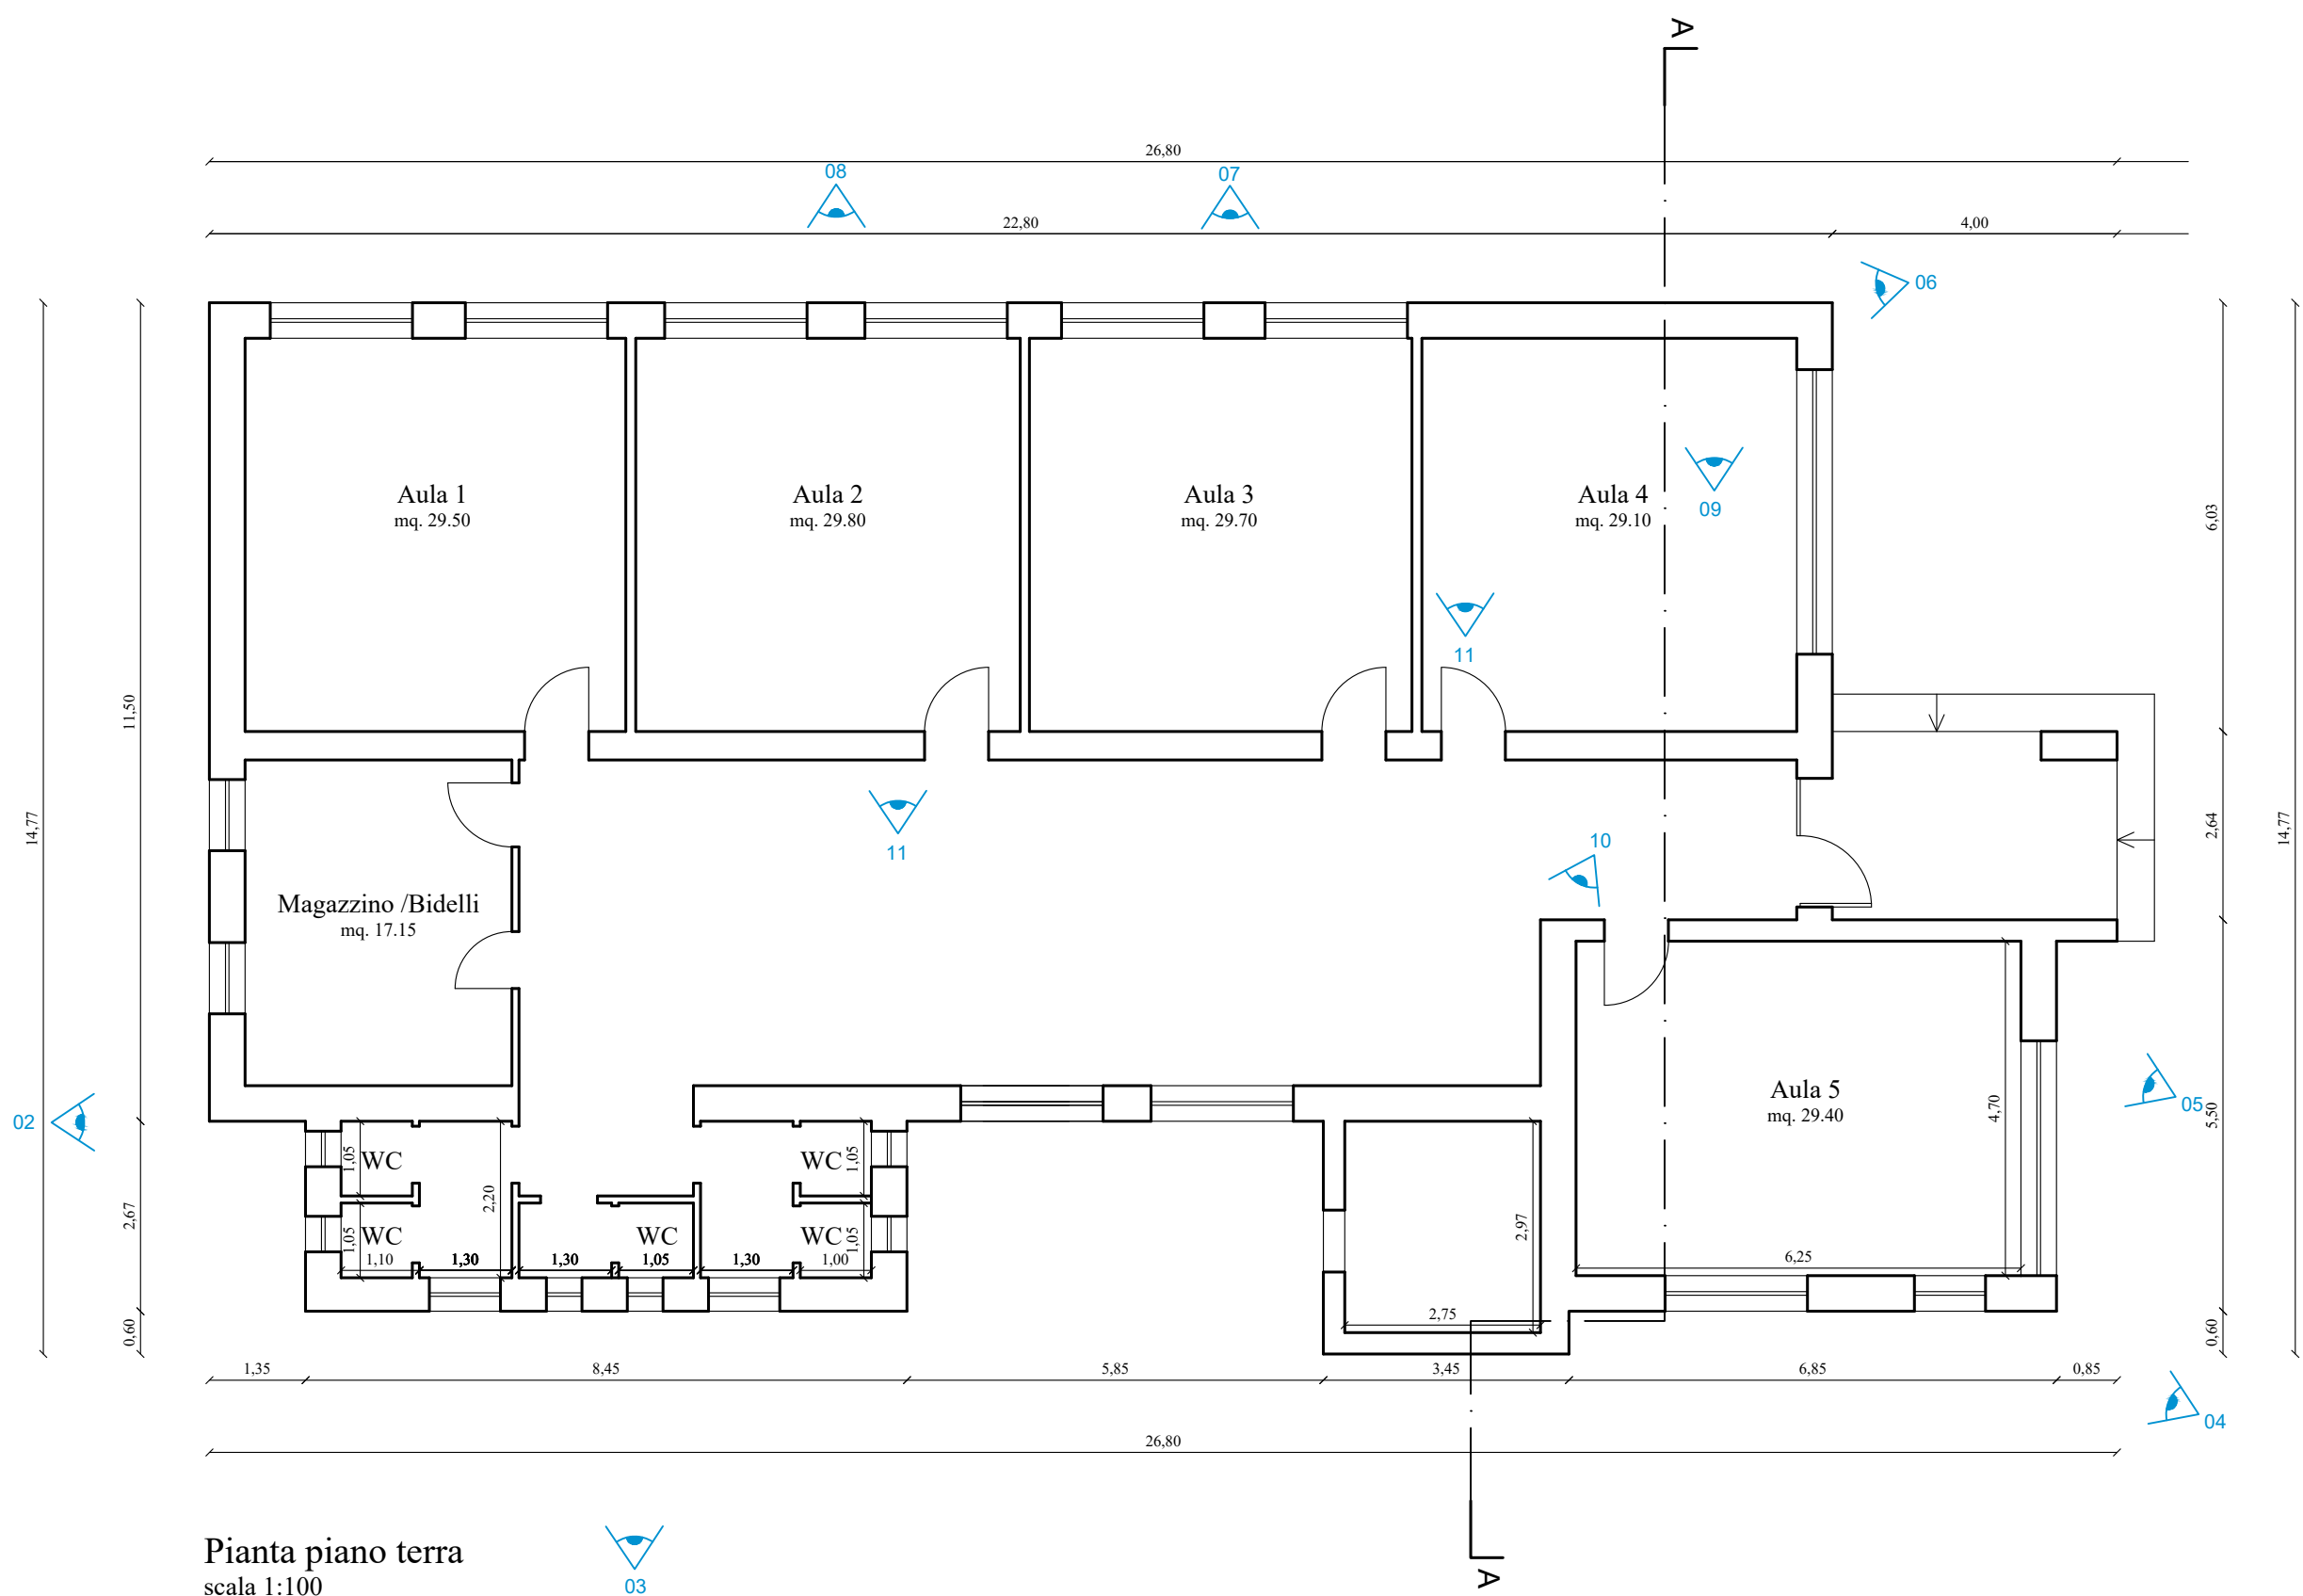 A
26,80
08
07
22,80
4,00
06
Aula 1
mq. 29.50
Aula 2
mq. 29.80
Aula 3
mq. 29.70
Aula 4
mq. 29.10
09
6,03
11
11,50
14,77
2,64
14,77
10
11
Magazzino /Bidelli
mq. 17.15
Aula 5
mq. 29.40
4,70
05
5,50
02
1,05
WC
WC
1,05
2,20
2,67
1,05
WC
WC
WC
1,05
1,10
1,30
1,30
1,05
1,30
1,00
2,97
6,25
2,75
0,60
0,60
1,35
8,45
5,85
3,45
6,85
0,85
04
26,80
Pianta piano terra
scala 1:100
03
A